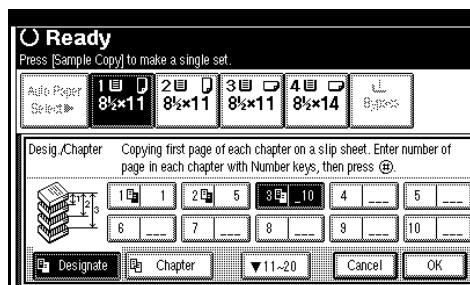 Ready
Press [Sample Copy] to make a single set.
Auto Paper Select▶
1 8½×11
2 8½×11
3 8½×11
4 8½×14
Bypass
Desig./Chapter
Copying first page of each chapter on a slip sheet. Enter number of
page in each chapter with Number keys, then press (#).
1 2 3
1 1
2 5
3 _10
4 ___
5 ___
6 ___
7 ___
8 ___
9 ___
10 ___
Designate
Chapter
▼11~20
Cancel
OK